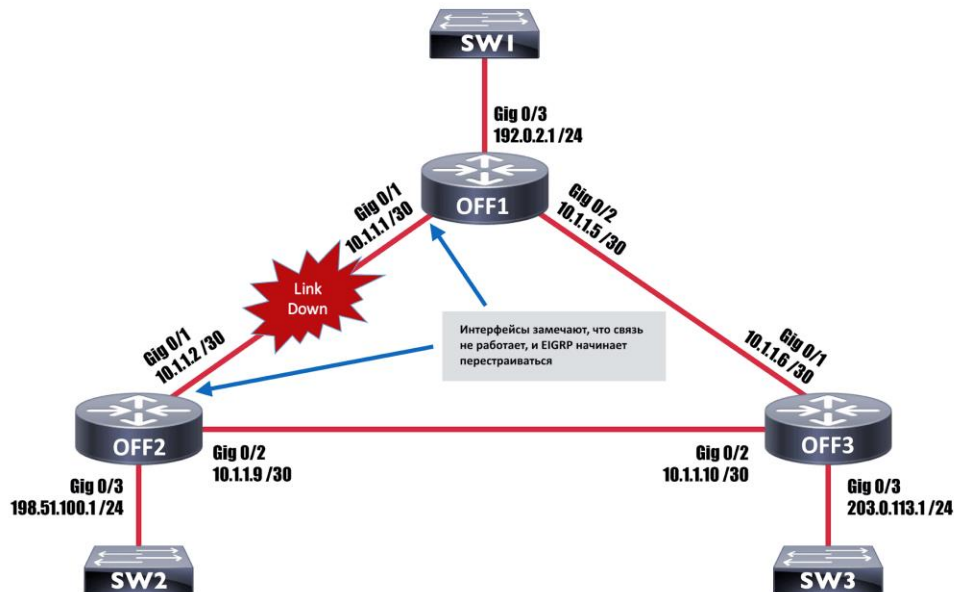 SW1
Gig 0/3
192.0.2.1 /24
OFF1
Gig 0/1
10.1.1.1 /30
Gig 0/2
10.1.1.5 /30
Link
Down
Интерфейсы замечают, что связь
не работает, и EIGRP начинает
перестраиваться
Gig 0/1
10.1.1.2 /30
Gig 0/1
10.1.1.6 /30
OFF2
OFF3
Gig 0/2
10.1.1.9 /30
Gig 0/2
10.1.1.10 /30
Gig 0/3
198.51.100.1 /24
Gig 0/3
203.0.113.1 /24
SW2
SW3